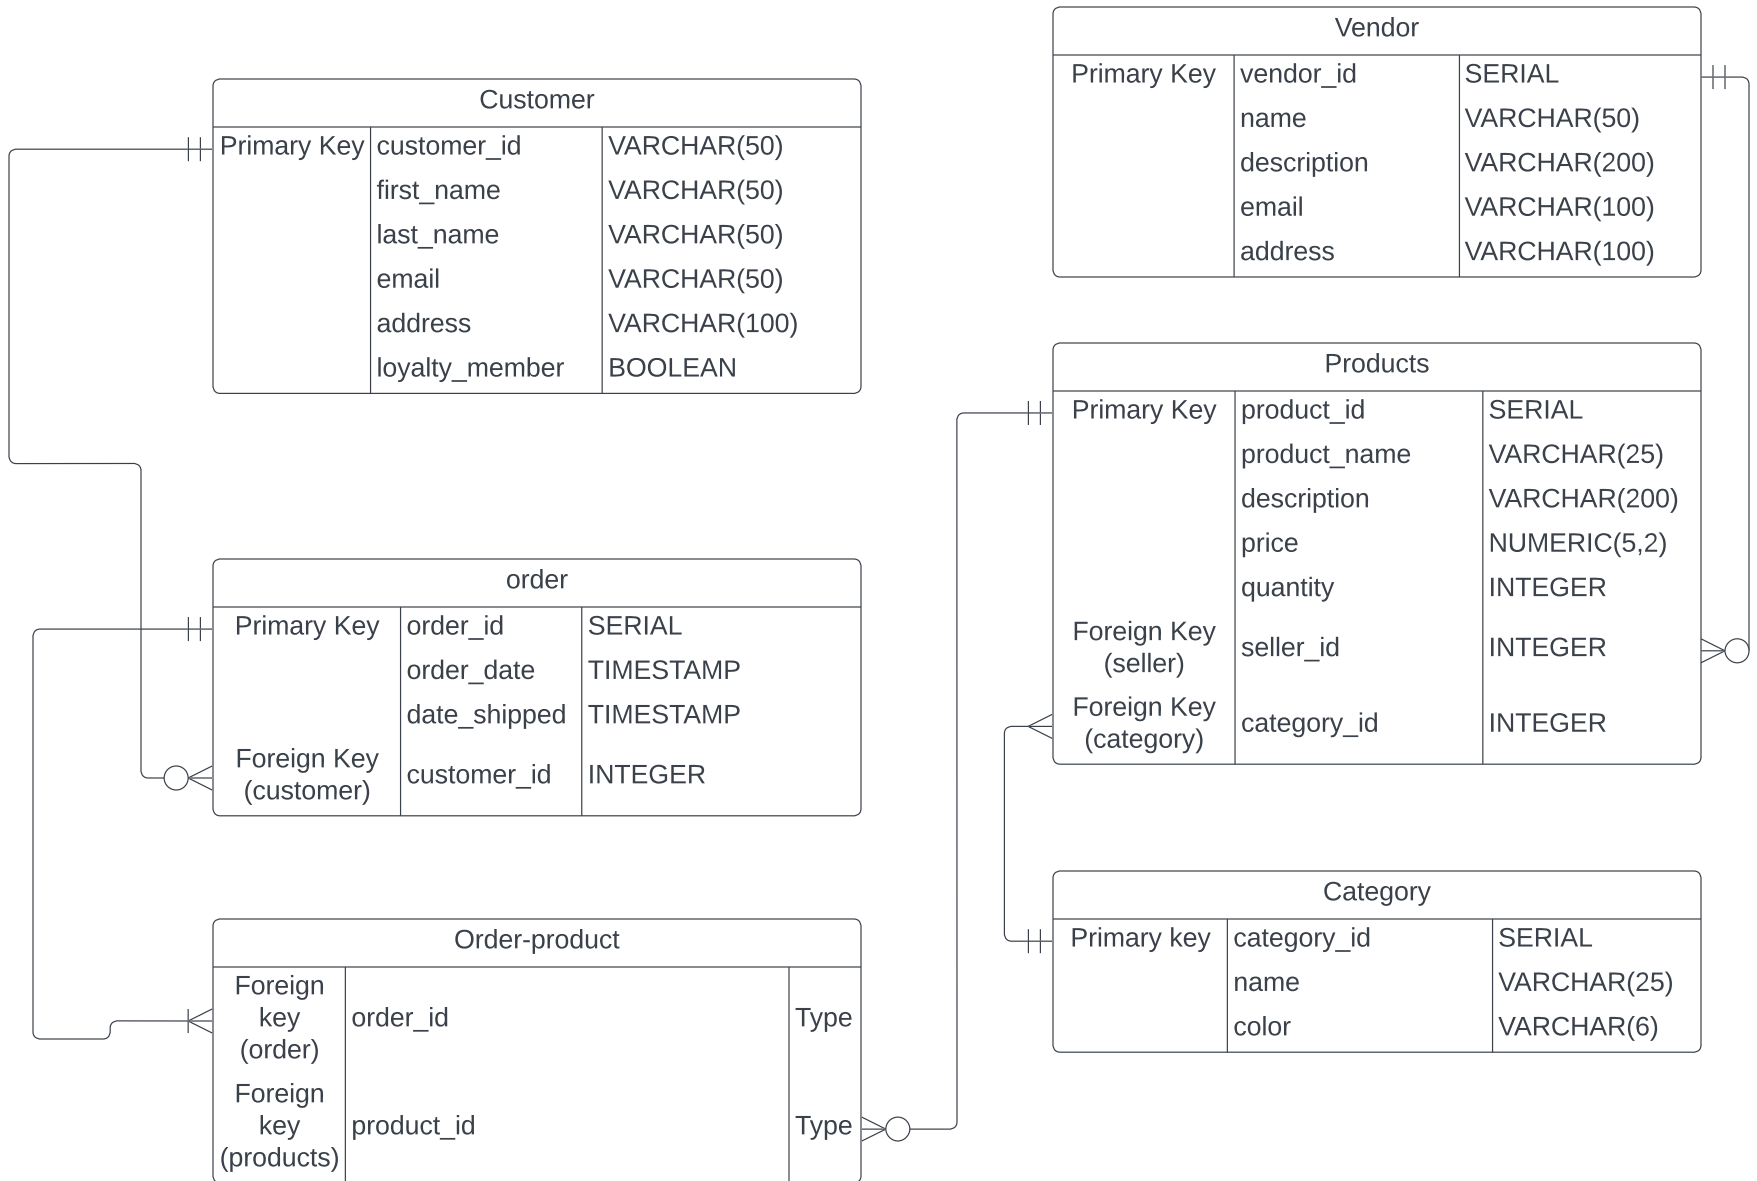 Customer
Primary Key customer_id VARCHAR(50)
first_name VARCHAR(50)
last_name VARCHAR(50)
email VARCHAR(50)
address VARCHAR(100)
loyalty_member BOOLEAN
order
Primary Key order_id SERIAL
order_date TIMESTAMP
date_shipped TIMESTAMP
Foreign Key
(customer) customer_id INTEGER
Order-product
Foreign
key
(order) order_id Type
Foreign
key
(products) product_id Type
Vendor
Primary Key vendor_id SERIAL
name VARCHAR(50)
description VARCHAR(200)
email VARCHAR(100)
address VARCHAR(100)
Products
Primary Key product_id SERIAL
product_name VARCHAR(25)
description VARCHAR(200)
price NUMERIC(5,2)
quantity INTEGER
Foreign Key
(seller) seller_id INTEGER
Foreign Key
(category) category_id INTEGER
Category
Primary key category_id SERIAL
name VARCHAR(25)
color VARCHAR(6)